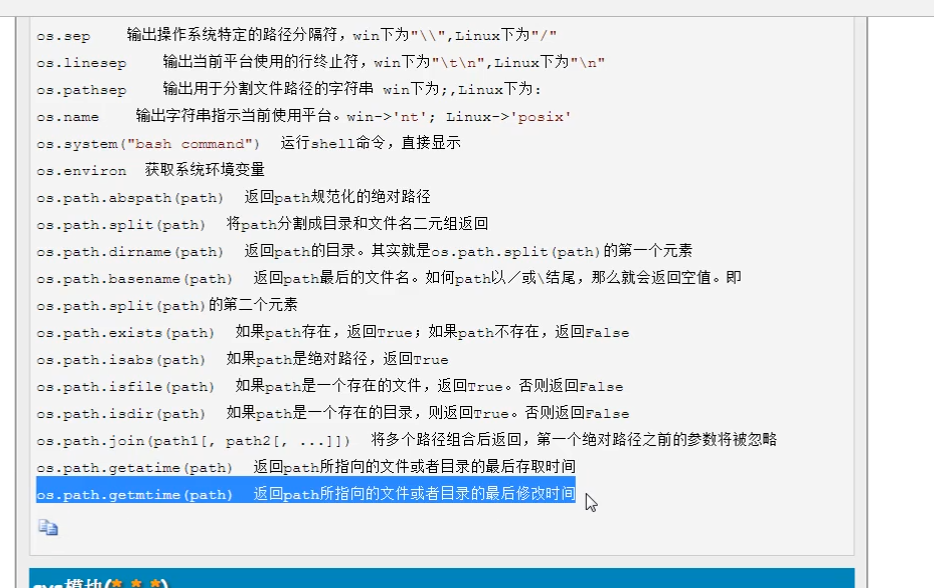 os.sep    输出操作系统特定的路径分隔符，win下为"\\",Linux下为"/"
os.linesep    输出当前平台使用的行终止符，win下为"\t\n",Linux下为"\n"
os.pathsep    输出用于分割文件路径的字符串 win下为;,Linux下为:
os.name    输出字符串指示当前使用平台。win->'nt'; Linux->'posix'
os.system("bash command")  运行shell命令，直接显示
os.environ  获取系统环境变量
os.path.abspath(path)  返回path规范化的绝对路径
os.path.split(path)  将path分割成目录和文件名二元组返回
os.path.dirname(path)  返回path的目录。其实就是os.path.split(path)的第一个元素
os.path.basename(path)  返回path最后的文件名。如何path以／或\结尾，那么就会返回空值。即
os.path.split(path)的第二个元素
os.path.exists(path)  如果path存在，返回True；如果path不存在，返回False
os.path.isabs(path)  如果path是绝对路径，返回True
os.path.isfile(path)  如果path是一个存在的文件，返回True。否则返回False
os.path.isdir(path)  如果path是一个存在的目录，则返回True。否则返回False
os.path.join(path1[, path2[, ...]])  将多个路径组合后返回，第一个绝对路径之前的参数将被忽略
os.path.getatime(path)  返回path所指向的文件或者目录的最后存取时间
os.path.getmtime(path)  返回path所指向的文件或者目录的最后修改时间
sys模块(* * *)